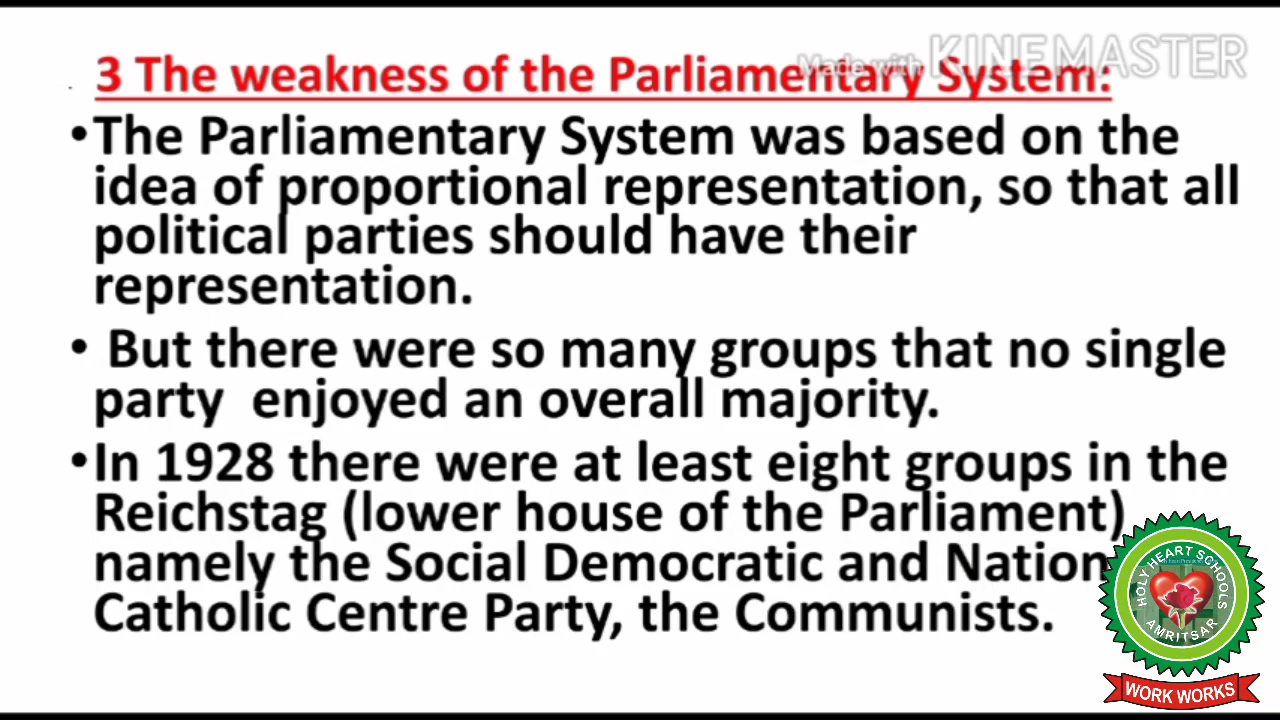 Made with KINEMASTER
3 The weakness of the Parliamentary System:
•The Parliamentary System was based on the
idea of proportional representation, so that all
political parties should have their
representation.
• But there were so many groups that no single
party enjoyed an overall majority.
•In 1928 there were at least eight groups in the
Reichstag (lower house of the Parliament)
namely the Social Democratic and Nation
Catholic Centre Party, the Communists.
HOLY HEART SCHOOLS
AMRITSAR
WORK WORKS